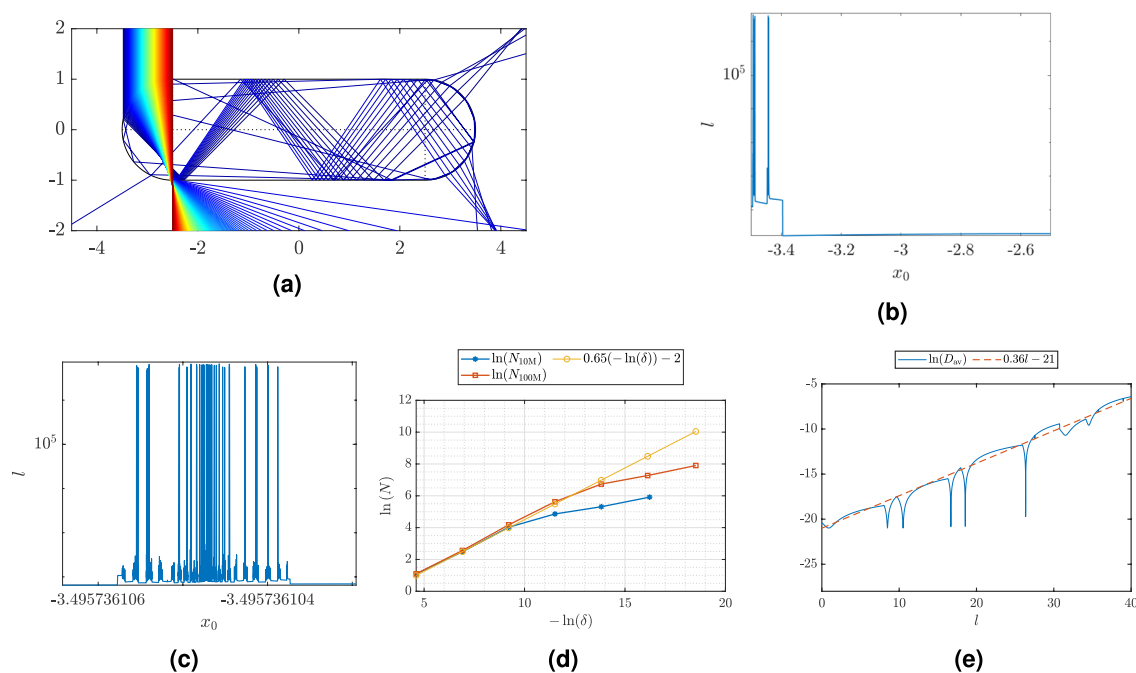 2
1
0
-1
-2
-4
-2
0
2
4
(a)
10^5
l
-3.4
-3.2
-3
-2.8
-2.6
x_0
(b)
10^5
l
-3.495736106
-3.495736104
x_0
(c)
ln(N_10M)
0.65(−ln(δ)) − 2
ln(N_100M)
12
10
8
6
4
2
0
ln(N)
5
10
15
20
−ln(δ)
(d)
ln(D_av)
0.36l − 21
-5
-10
-15
-20
-25
0
10
20
30
40
l
(e)